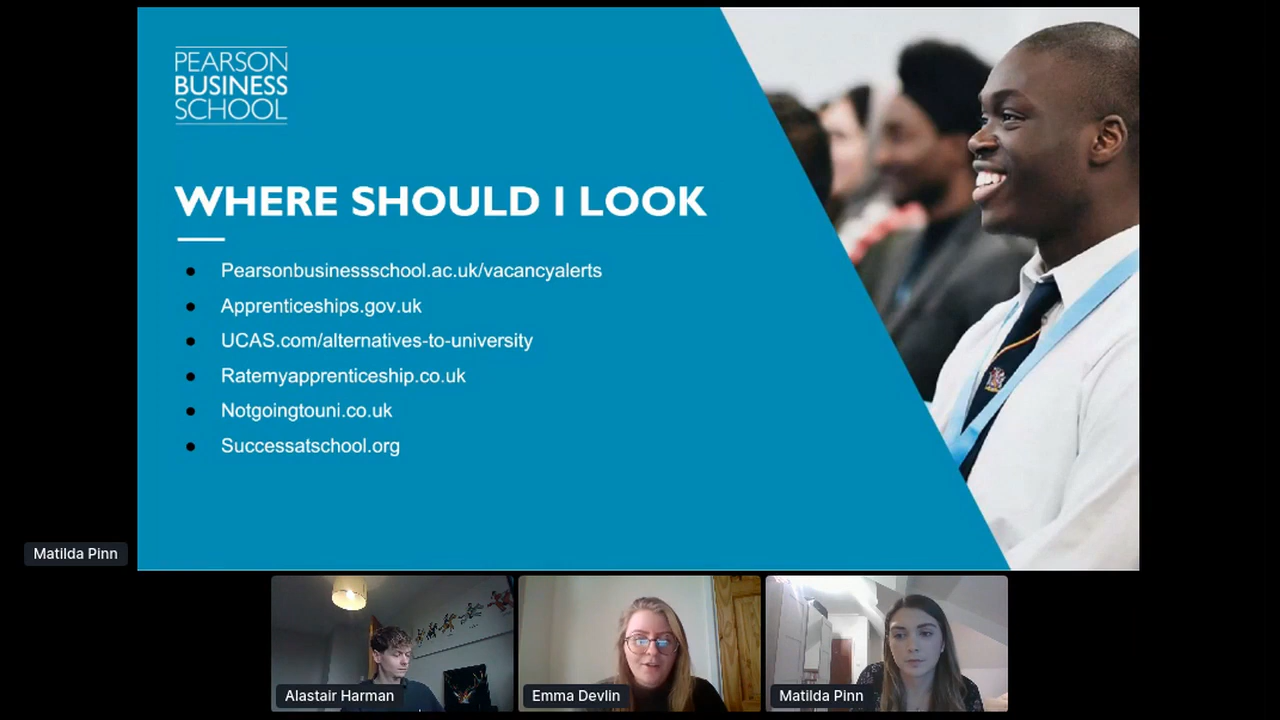 PEARSON
BUSINESS
SCHOOL
WHERE SHOULD I LOOK
Pearsonbusinessschool.ac.uk/vacancyalerts
Apprenticeships.gov.uk
UCAS.com/alternatives-to-university
Ratemyapprenticeship.co.uk
Notgoingtouni.co.uk
Successatschool.org
Matilda Pinn
Alastair Harman
Emma Devlin
Matilda Pinn